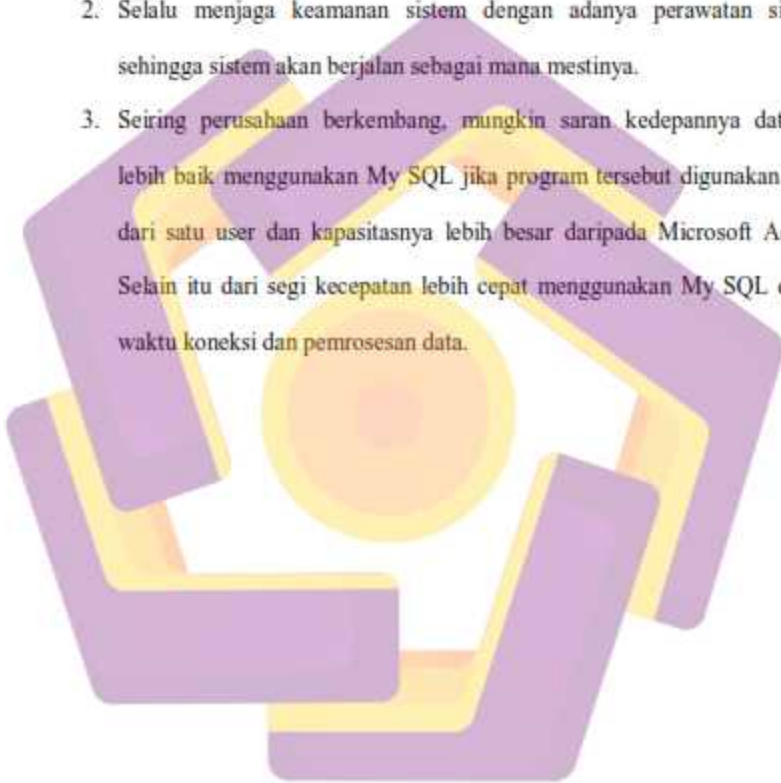 2. Selalu menjaga keamanan sistem dengan adanya perawatan si
sehingga sistem akan berjalan sebagai mana mestinya.
3. Seiring perusahaan berkembang, mungkin saran kedepannya dat
lebih baik menggunakan My SQL jika program tersebut digunakan
dari satu user dan kapasitasnya lebih besar daripada Microsoft A
Selain itu dari segi kecepatan lebih cepat menggunakan My SQL
waktu koneksi dan pemrosesan data.